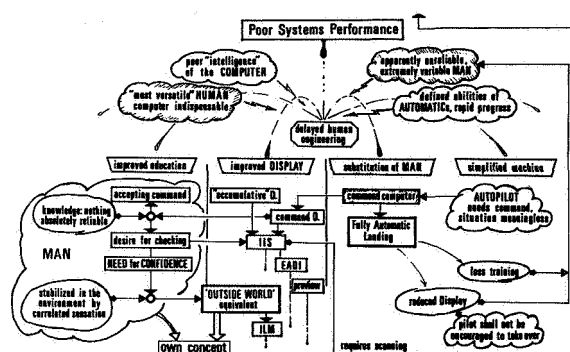 Poor Systems Performance
poor "intelligence"
of the COMPUTER
"apparently unreliable,
extremely variable MAN"
"most versatile" HUMAN
computer indispensable
defined abilities of
AUTOMATICs, rapid progress
delayed human
engineering
improved education
improved DISPLAY
substitution of MAN
simplified machine
accepting command
"accumulative" D.
command computer
AUTOPILOT
needs command,
situation meaningless
knowledge: nothing
absolutely reliable
command D.
desire for checking
IIS
Fully Automatic
Landing
MAN
NEED for CONFIDENCE
EADI
less training
preview
stabilized in the
environment by
correlated sensation
"OUTSIDE WORLD"
equivalent
reduced Display
ILM
pilot shall not be
encouraged to take over
own concept
requires scanning